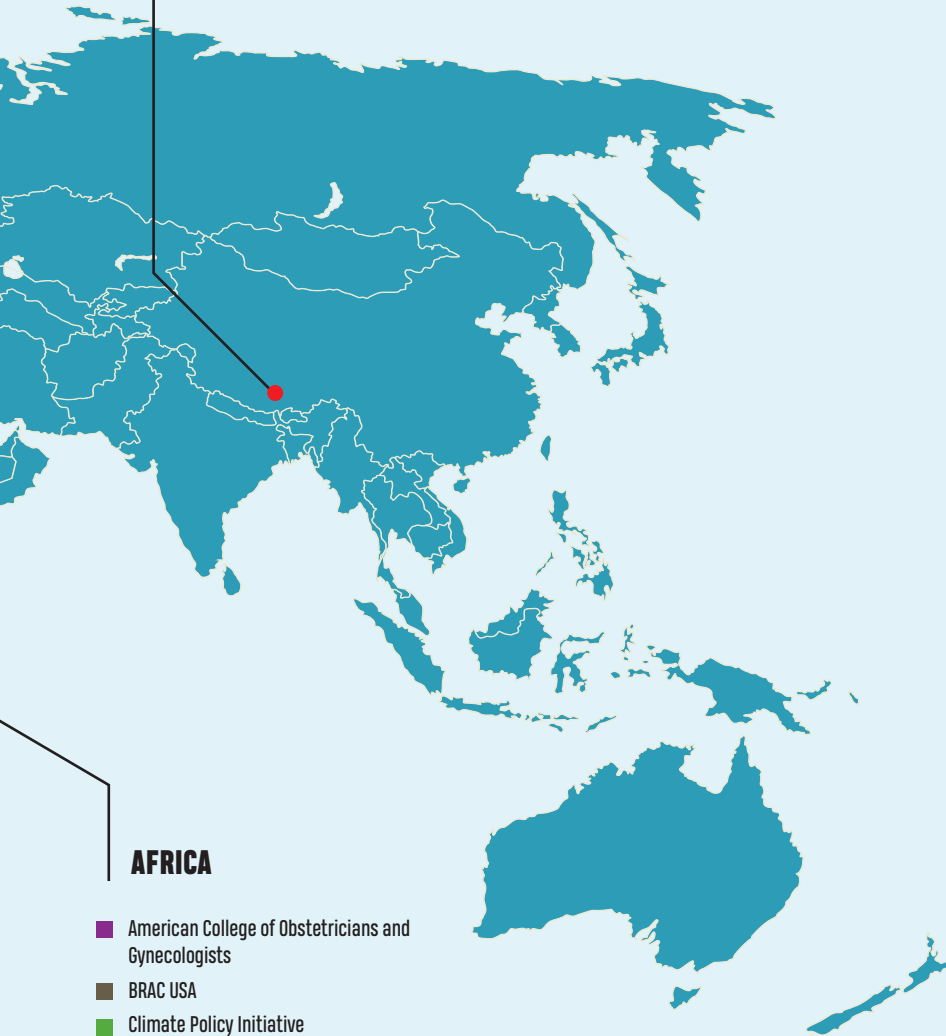 AFRICA
American College of Obstetricians and
Gynecologists
BRAC USA
Climate Policy Initiative